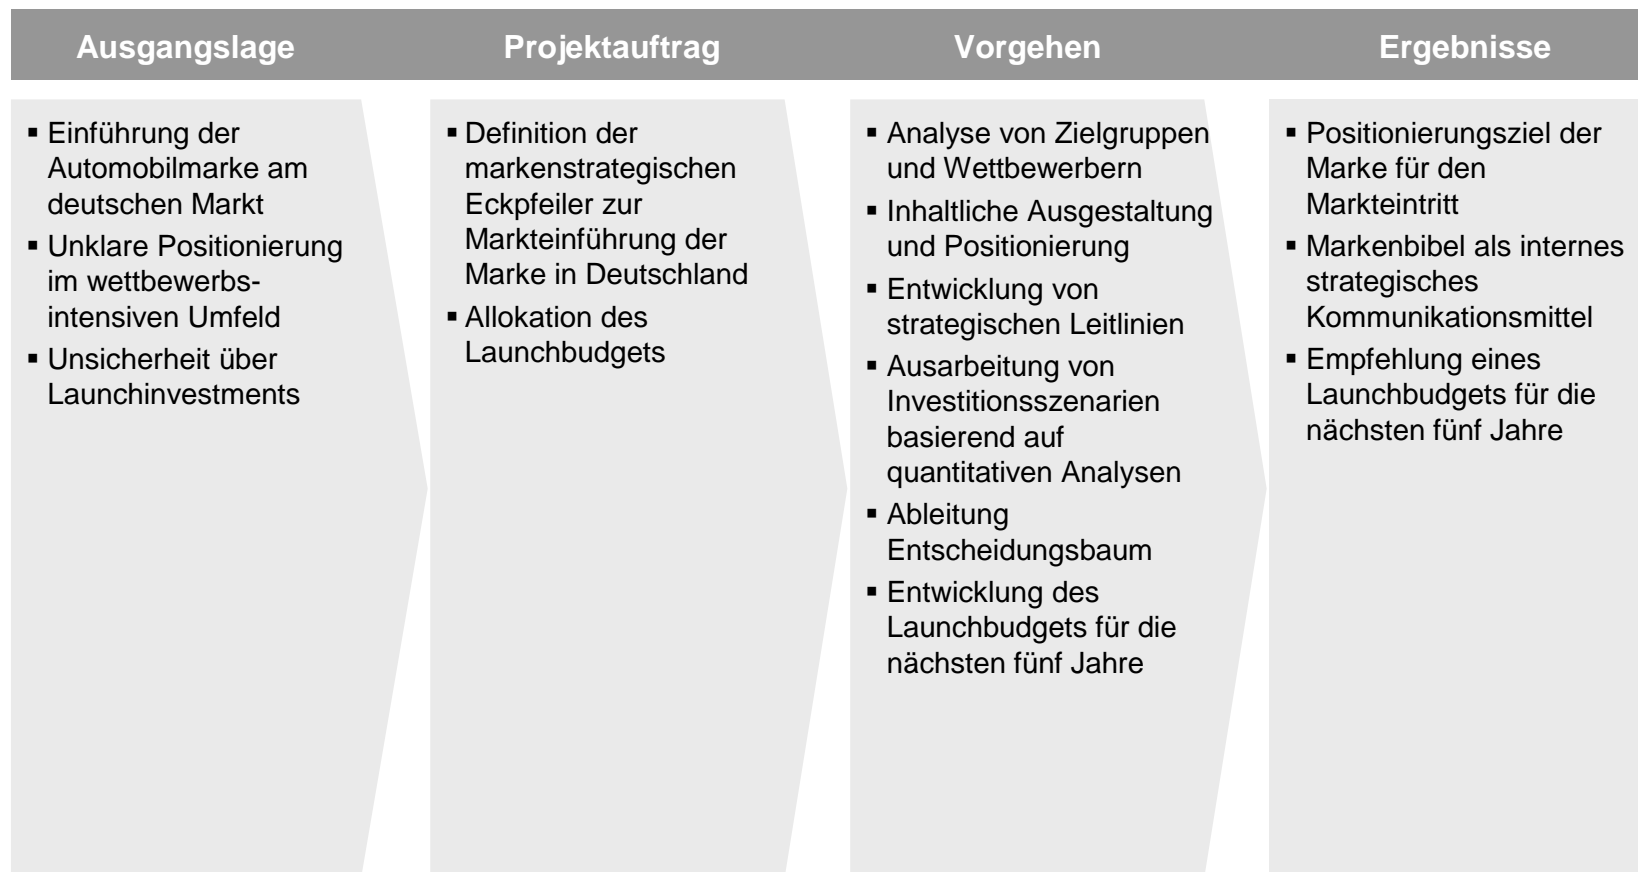 Ausgangslage
Projektauftrag
Vorgehen
Ergebnisse
▪ Einführung der
Automobilmarke am
deutschen Markt
▪ Unklare Positionierung
im wettbewerbs-
intensiven Umfeld
▪ Unsicherheit über
Launchinvestments
▪ Definition der
markenstrategischen
Eckpfeiler zur
Markteinführung der
Marke in Deutschland
▪ Allokation des
Launchbudgets
▪ Analyse von Zielgruppen
und Wettbewerbern
▪ Inhaltliche Ausgestaltung
und Positionierung
▪ Entwicklung von
strategischen Leitlinien
▪ Ausarbeitung von
Investitionsszenarien
basierend auf
quantitativen Analysen
▪ Ableitung
Entscheidungsbaum
▪ Entwicklung des
Launchbudgets für die
nächsten fünf Jahre
▪ Positionierungsziel der
Marke für den
Markteintritt
▪ Markenbibel als internes
strategisches
Kommunikationsmittel
▪ Empfehlung eines
Launchbudgets für die
nächsten fünf Jahre